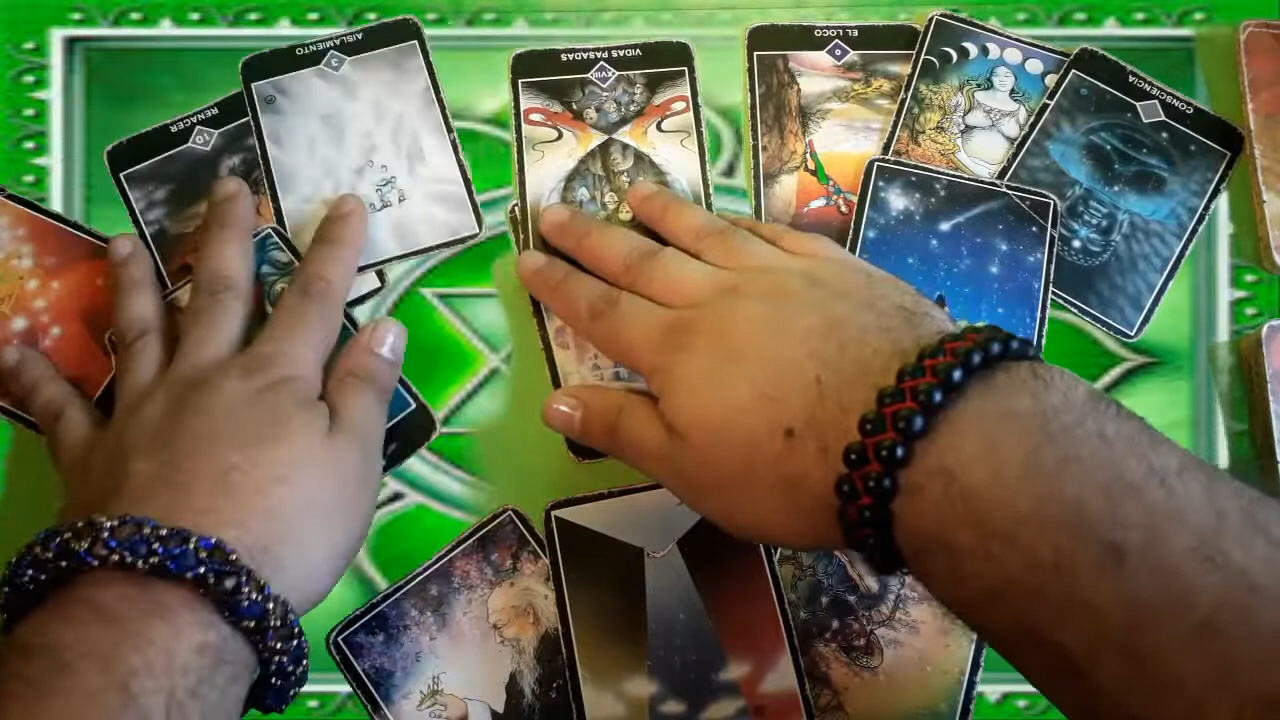 AISLAMIENTO
3
RENACER
10
VIDAS PASADAS
XVIII
EL LOCO
0
CONSCIENCIA